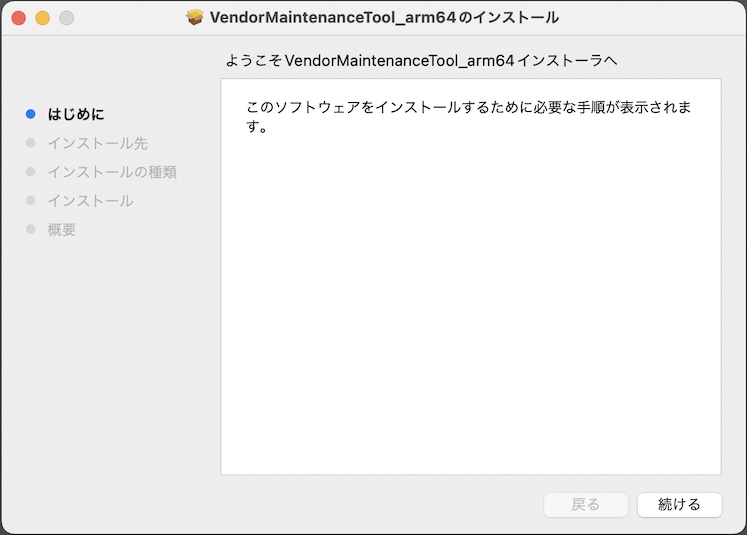 VendorMaintenanceTool_arm64のインストール
ようこそVendorMaintenanceTool_arm64インストーラへ
はじめに
インストール先
インストールの種類
インストール
概要
このソフトウェアをインストールするために必要な手順が表示されま
す。
戻る
続ける